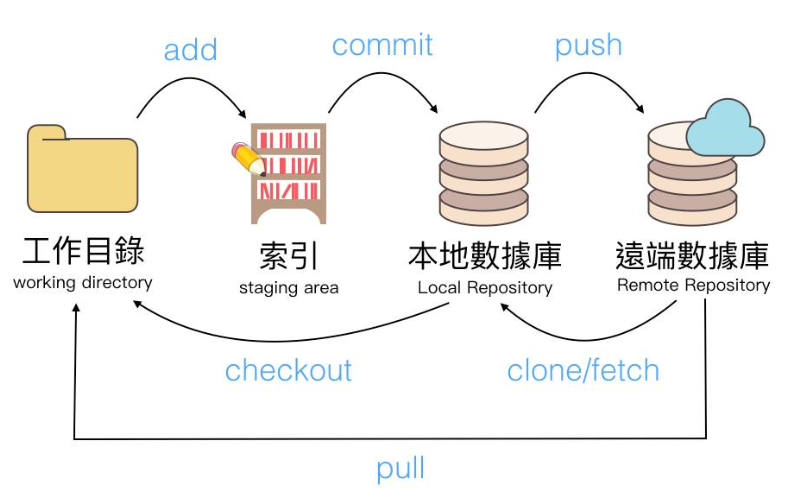 add
commit
push
工作目錄
working directory
索引
staging area
本地數據庫
Local Repository
遠端數據庫
Remote Repository
checkout
clone/fetch
pull